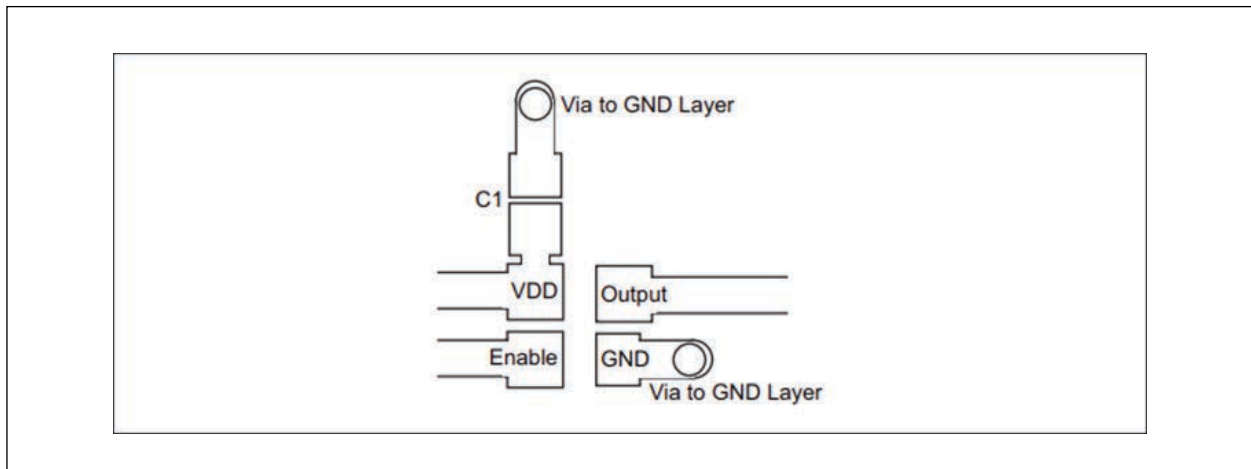 Via to GND Layer
C1
VDD
Output
Enable
GND
Via to GND Layer